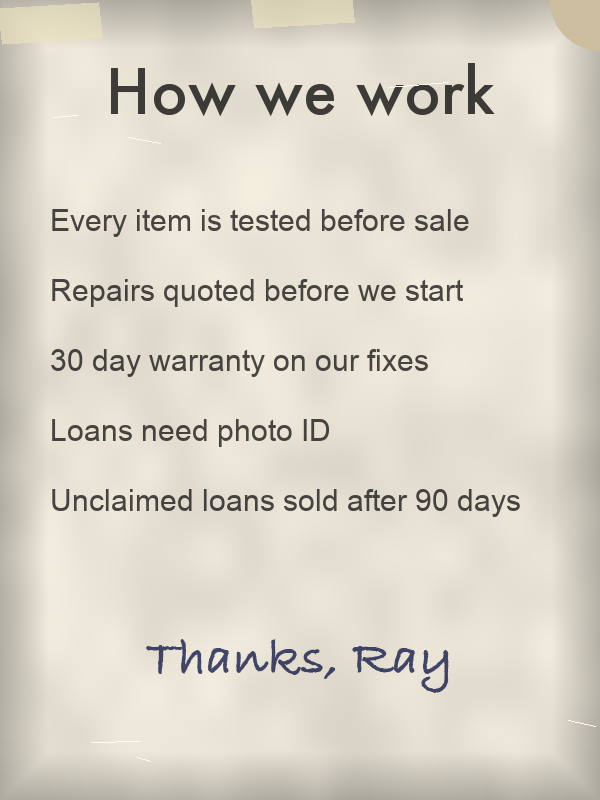 How we work
Every item is tested before sale
Repairs quoted before we start
30 day warranty on our fixes
Loans need photo ID
Unclaimed loans sold after 90 days
Thanks, Ray